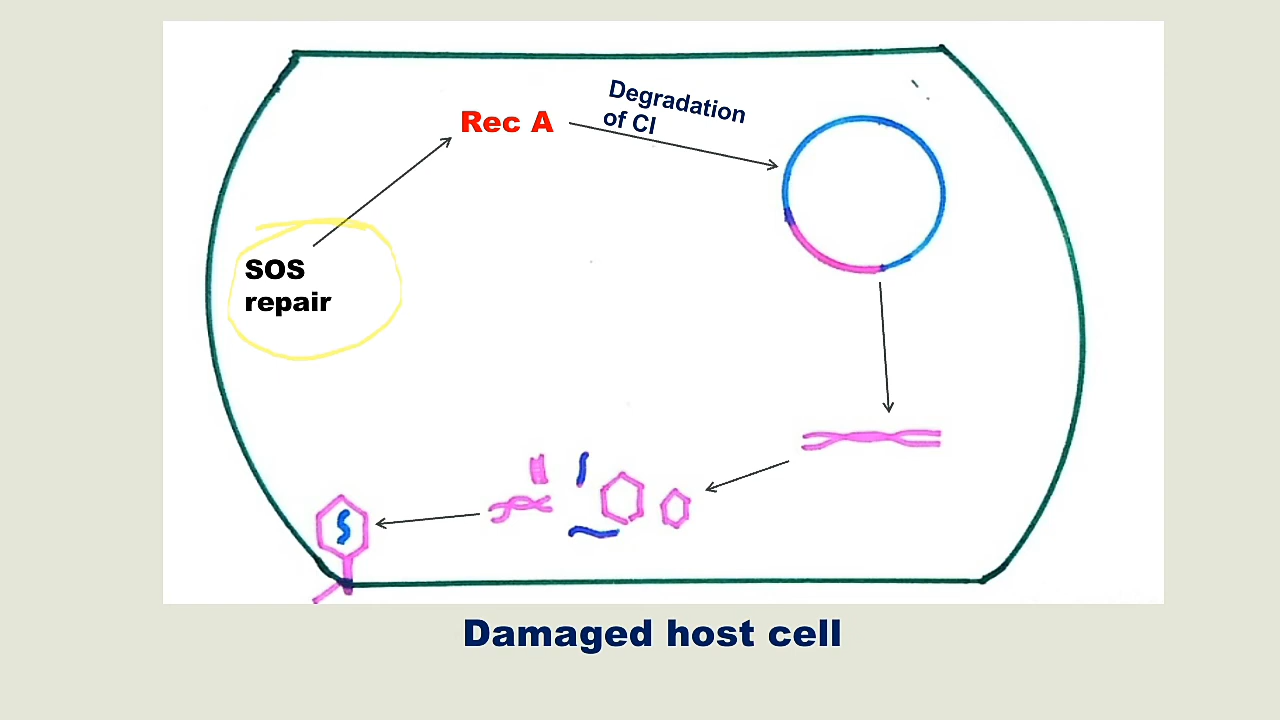 Degradation
of CI
Rec A
SOS
repair
Damaged host cell